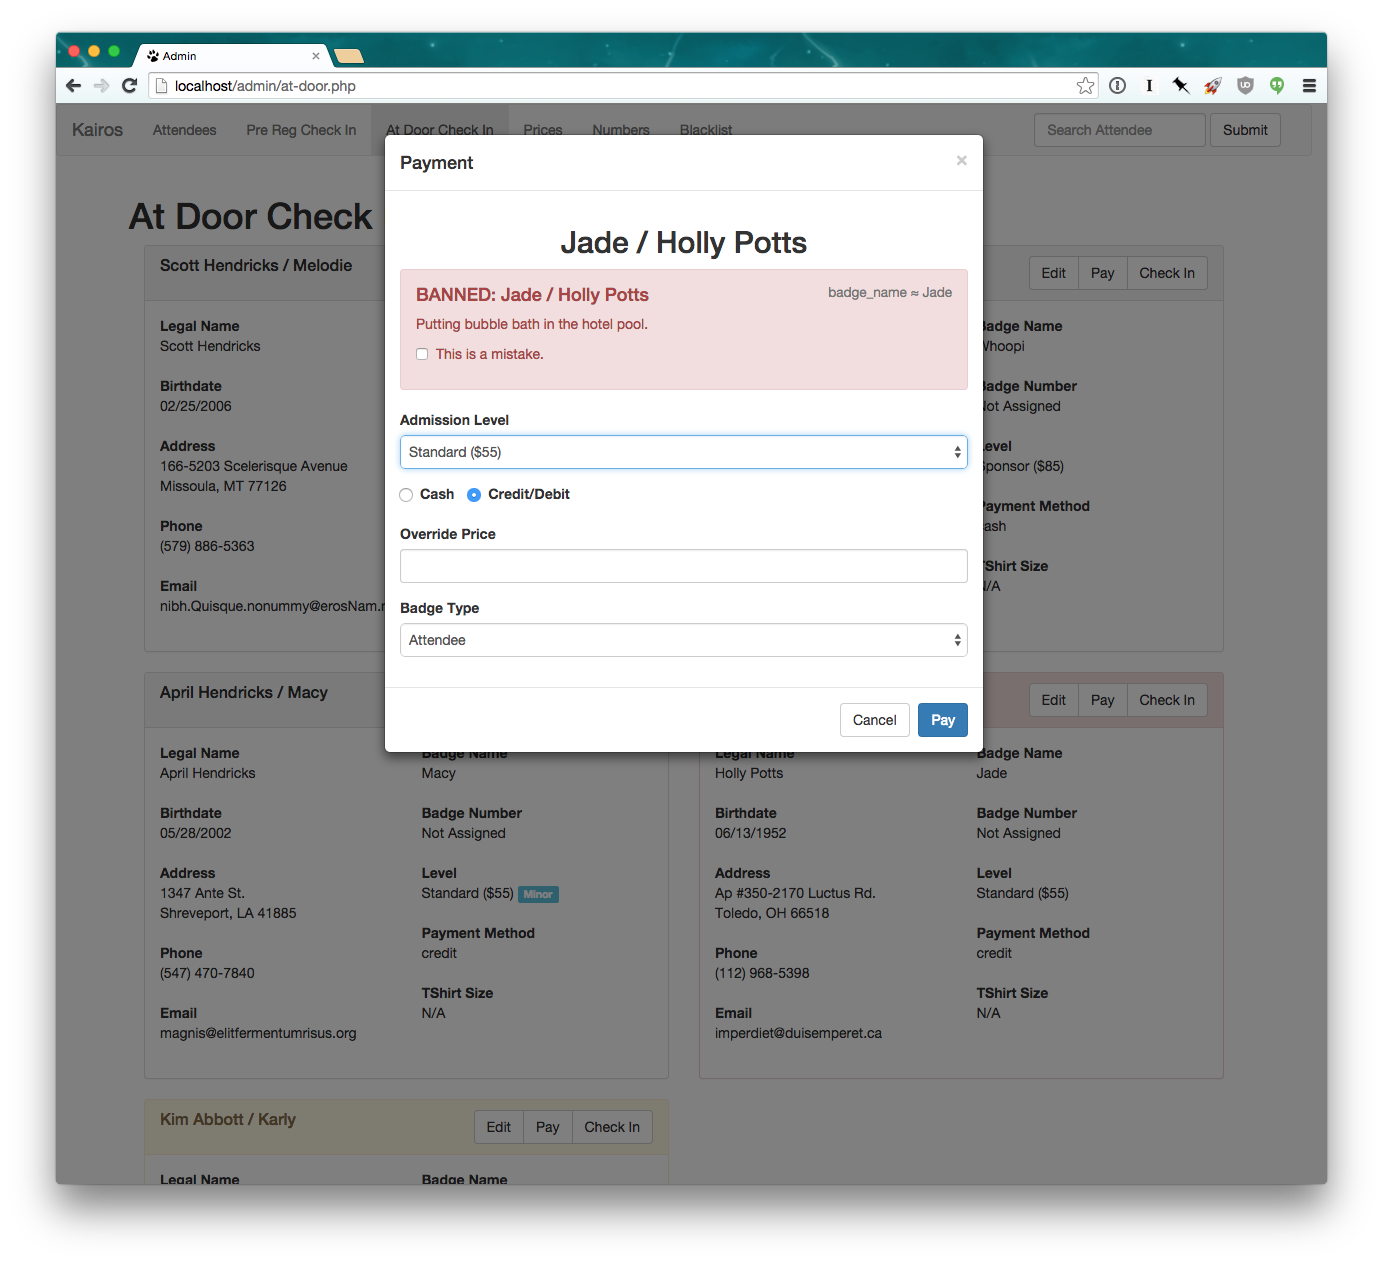 Admin
localhost/admin/at-door.php
Kairos Attendees Pre Reg Check In At Door Check In Prices Numbers Blacklist Search Attendee Submit
Payment ×
At Door Check
Jade / Holly Potts
BANNED: Jade / Holly Potts badge_name ≈ Jade
Putting bubble bath in the hotel pool.
This is a mistake.
Admission Level
Standard ($55)
Cash Credit/Debit
Override Price
Badge Type
Attendee
Cancel Pay
Scott Hendricks / Melodie
Legal Name
Scott Hendricks
Birthdate
02/25/2006
Address
166-5203 Scelerisque Avenue
Missoula, MT 77126
Phone
(579) 886-5363
Email
nibh.Quisque.nonummy@erosNam.
Edit Pay Check In
Badge Name
Whoopi
Badge Number
Not Assigned
Level
Sponsor ($85)
Payment Method
cash
TShirt Size
N/A
April Hendricks / Macy
Legal Name
April Hendricks
Birthdate
05/28/2002
Address
1347 Ante St.
Shreveport, LA 41885
Phone
(547) 470-7840
Email
magnis@elitfermentumrisus.org
Badge Name
Macy
Badge Number
Not Assigned
Level
Standard ($55) Minor
Payment Method
credit
TShirt Size
N/A
Edit Pay Check In
Legal Name
Holly Potts
Birthdate
06/13/1952
Address
Ap #350-2170 Luctus Rd.
Toledo, OH 66518
Phone
(112) 968-5398
Email
imperdiet@duisemperet.ca
Badge Name
Jade
Badge Number
Not Assigned
Level
Standard ($55)
Payment Method
credit
TShirt Size
N/A
Kim Abbott / Karly Edit Pay Check In
Legal Name Badge Name